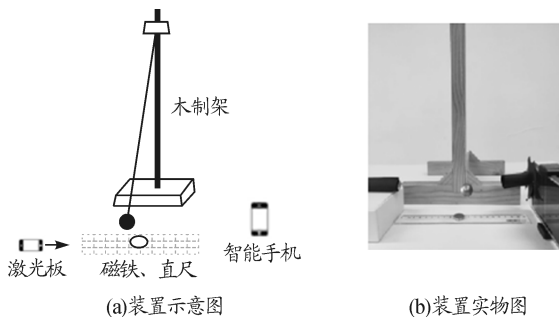 木制架
激光板
磁铁、直尺
智能手机
(a)装置示意图
(b)装置实物图